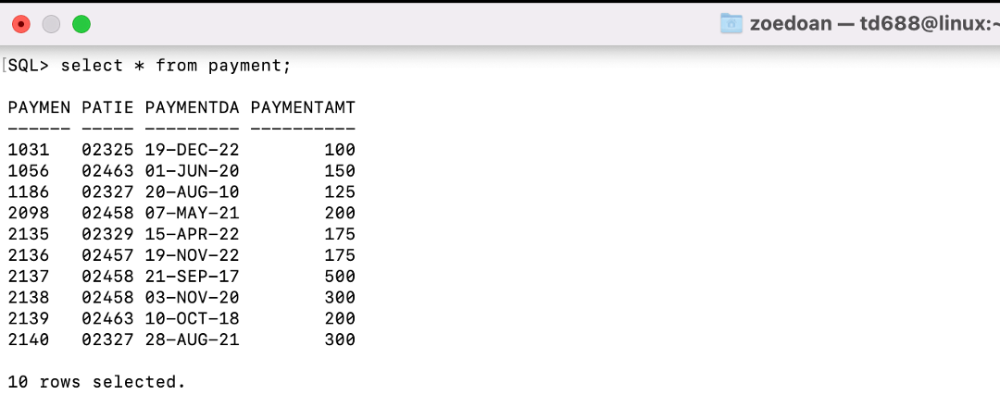 zoedoan — td688@linux:~
[SQL> select * from payment;
PAYMEN PATIE PAYMENTDA PAYMENTAMT
------ ----- --------- ----------
1031   02325 19-DEC-22        100
1056   02463 01-JUN-20        150
1186   02327 20-AUG-10        125
2098   02458 07-MAY-21        200
2135   02329 15-APR-22        175
2136   02457 19-NOV-22        175
2137   02458 21-SEP-17        500
2138   02458 03-NOV-20        300
2139   02463 10-OCT-18        200
2140   02327 28-AUG-21        300
10 rows selected.